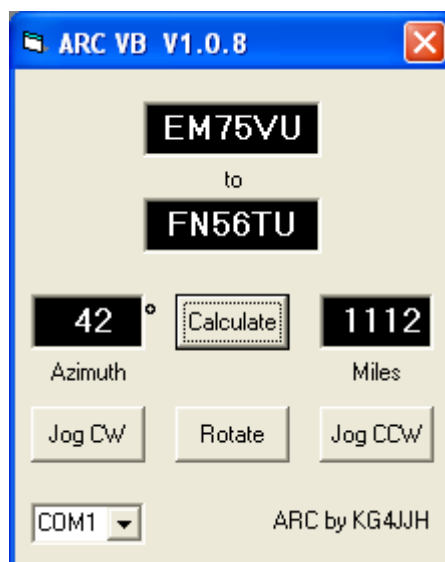 ARC VB V1.0.8
EM75VU
to
FN56TU
42° Calculate 1112
Azimuth Miles
Jog CW Rotate Jog CCW
COM1 ARC by KG4JJH